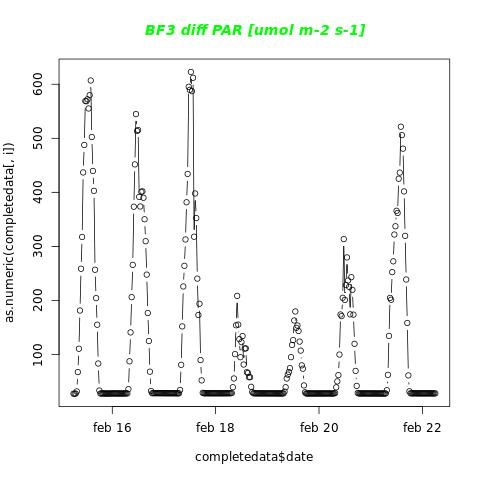 BF3 diff PAR [umol m-2 s-1]
as.numeric(completedata[, i])
600
500
400
300
200
100
feb 16 feb 18 feb 20 feb 22
completedata$date